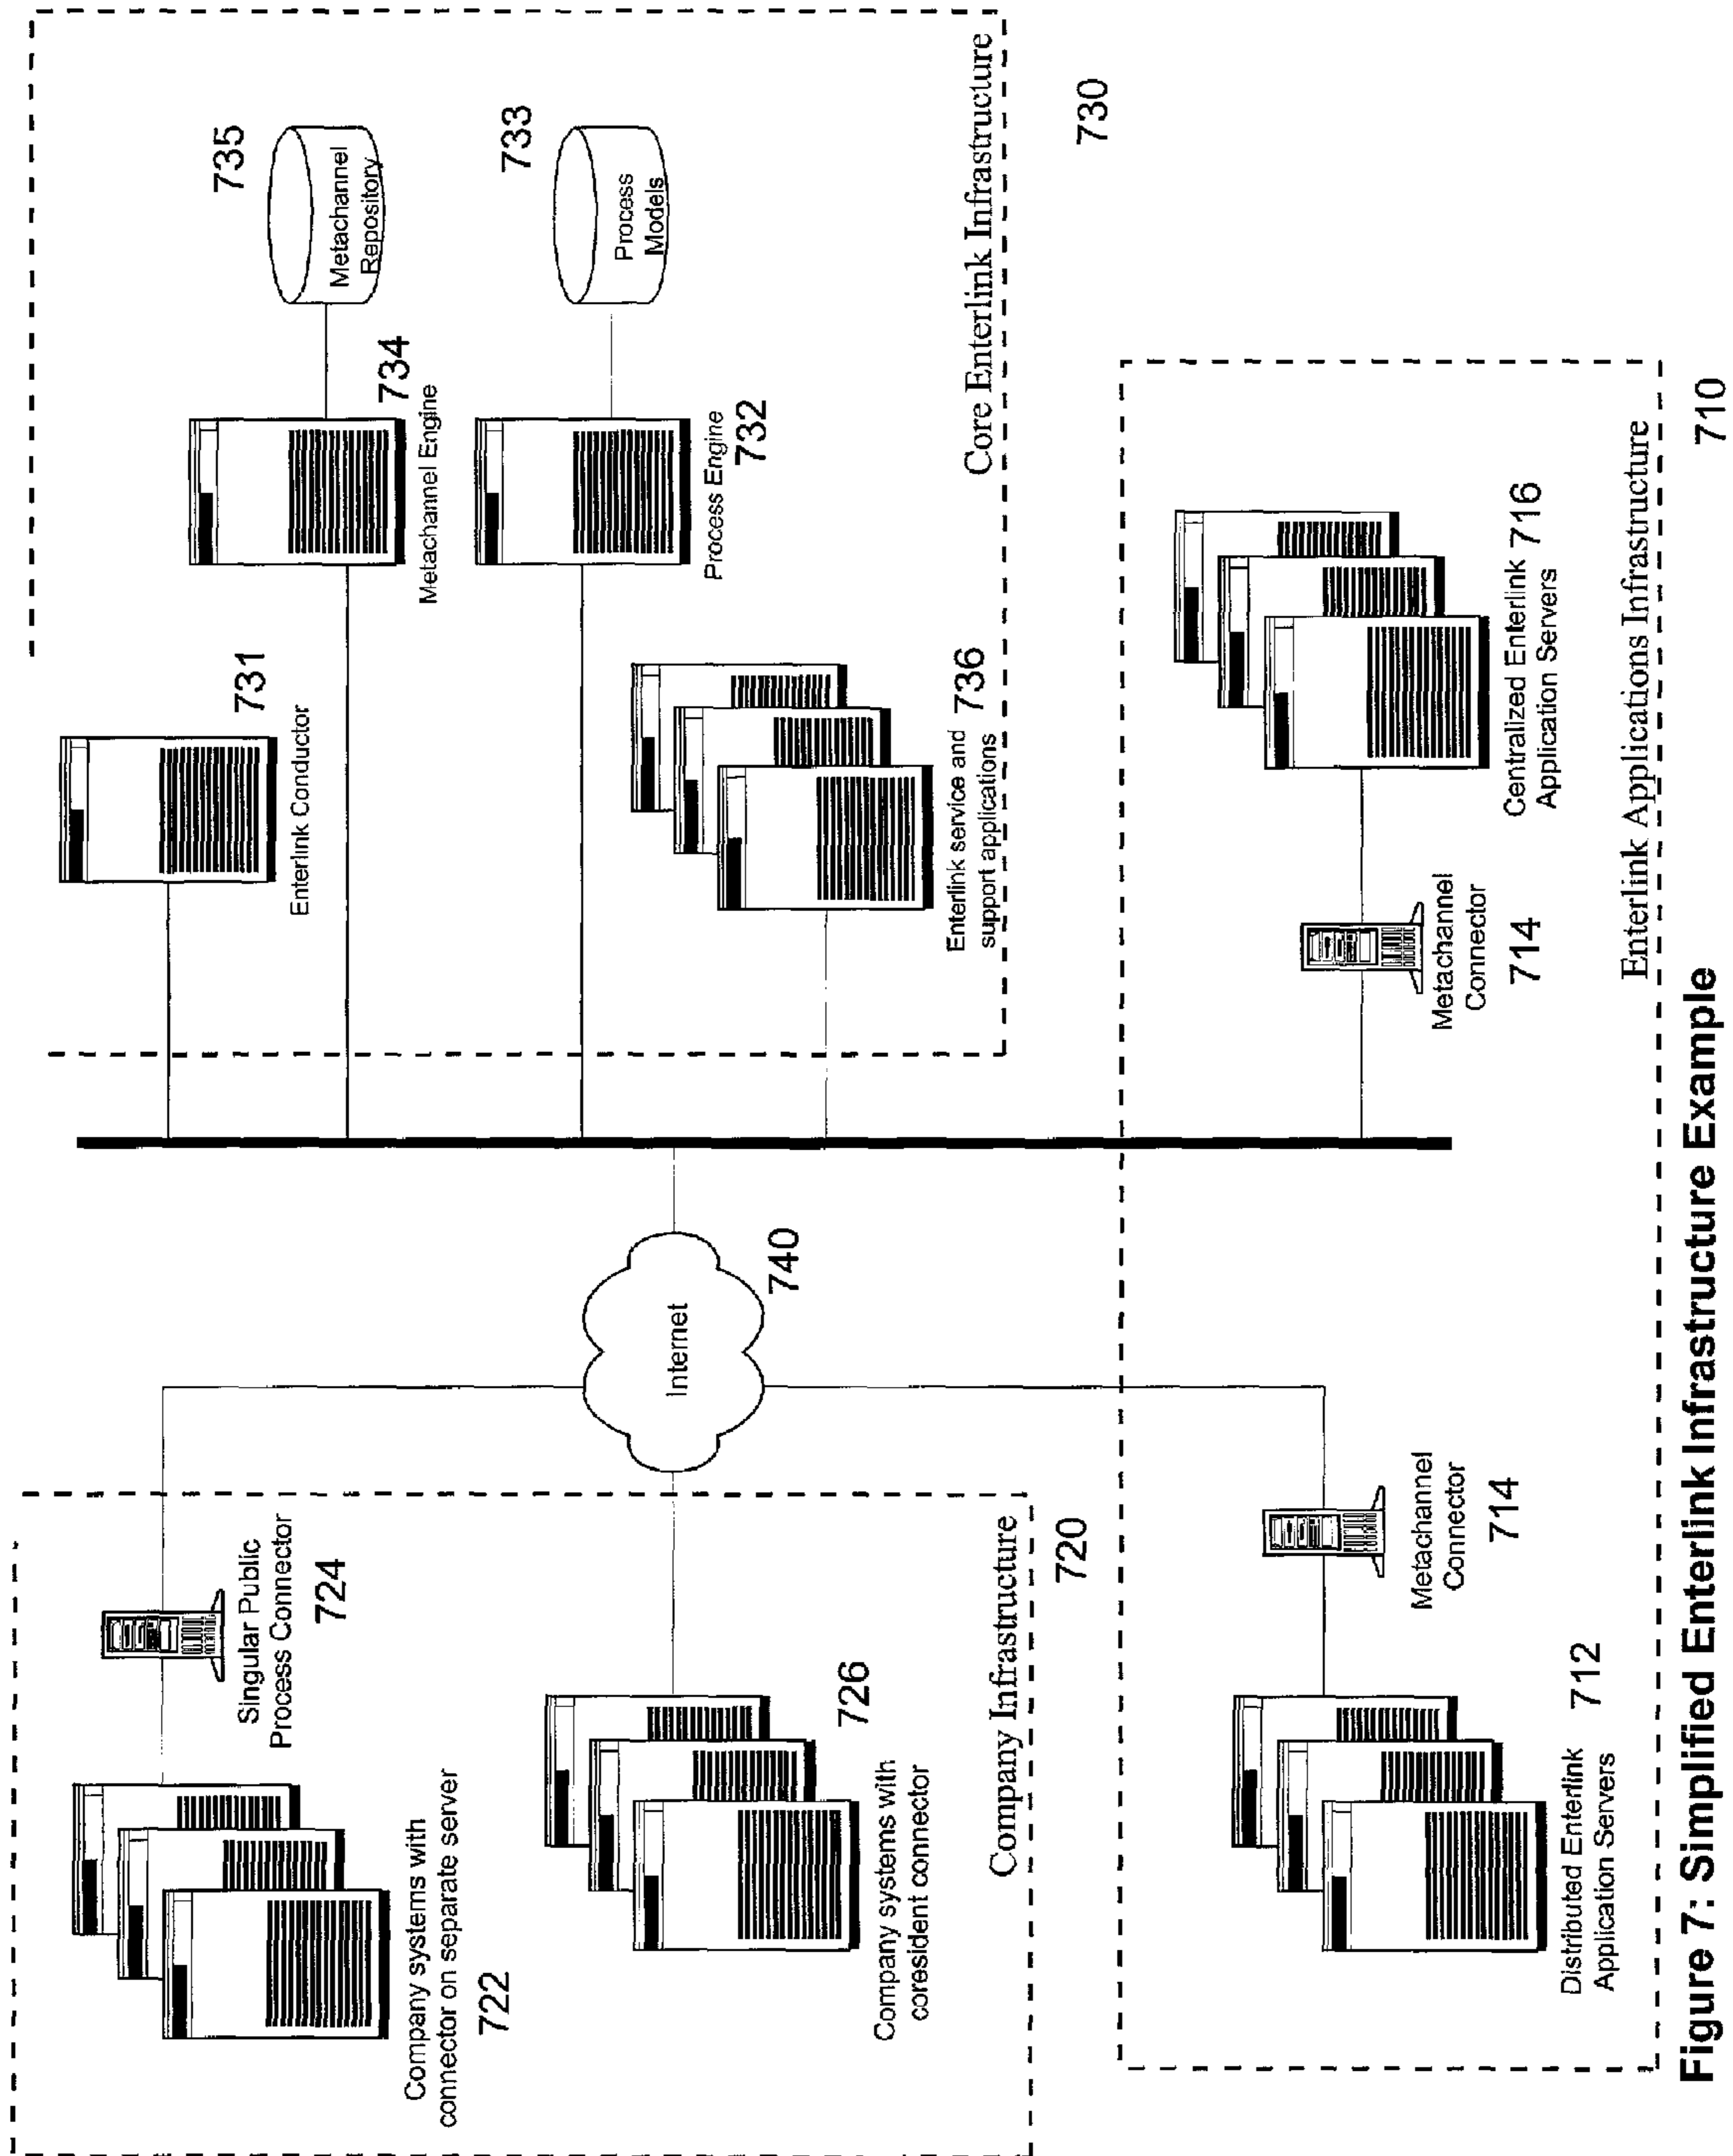 Company systems with
connector on separate server
722
Singular Public
Process Connector
724
Company systems with
coresident connector
726
Company Infrastructure
720
Internet
740
Enterlink Conductor
731
Metachannel Engine
734
Metachannel
Repository
735
Process Engine
732
Process
Models
733
Enterlink service and
support applications
736
Core Enterlink Infrastructure
730
Distributed Enterlink
Application Servers
712
Metachannel
Connector
714
Metachannel
Connector
714
Centralized Enterlink
Application Servers
716
Enterlink Applications Infrastructure
710
Figure 7: Simplified Enterlink Infrastructure Example